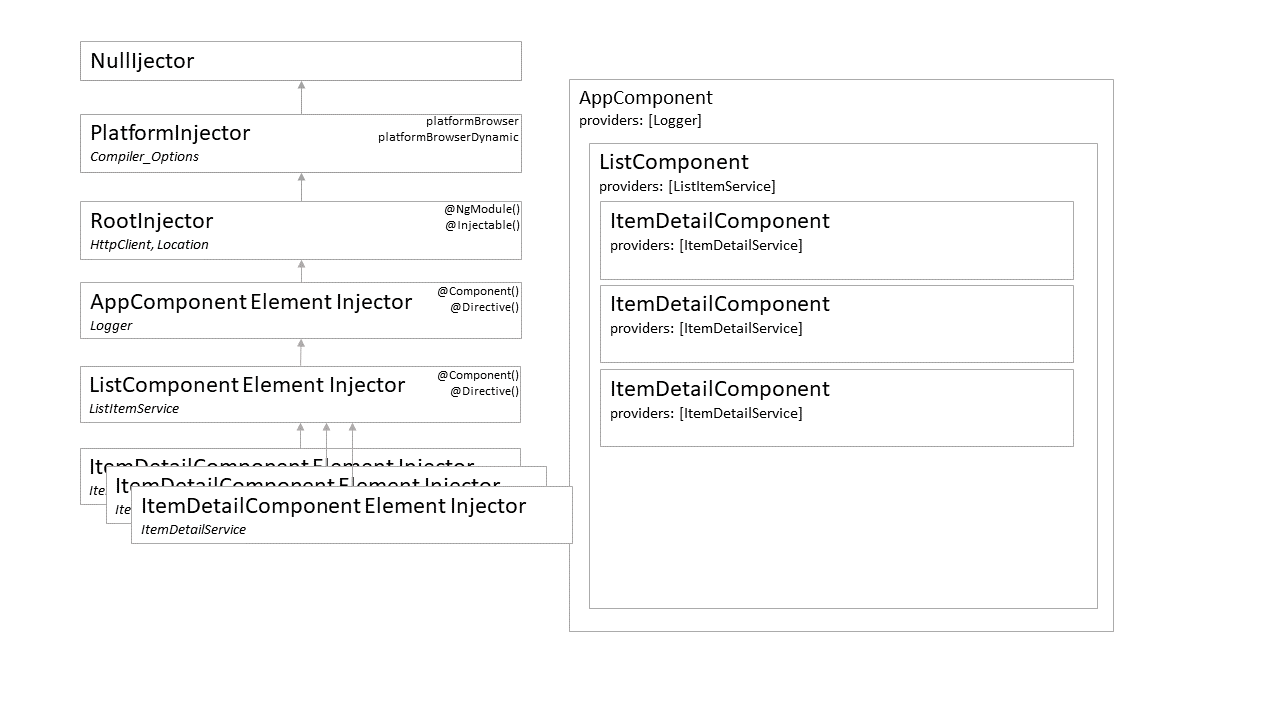 NullIjector
PlatformInjector
platformBrowser
platformBrowserDynamic
Compiler_Options
RootInjector
@NgModule()
@Injectable()
HttpClient, Location
AppComponent Element Injector
@Component()
@Directive()
Logger
ListComponent Element Injector
@Component()
@Directive()
ListItemService
ItemDetailComponent Element Injector
Ite
ItemDetailComponent Element Injector
Ite
ItemDetailComponent Element Injector
ItemDetailService
AppComponent
providers: [Logger]
ListComponent
providers: [ListItemService]
ItemDetailComponent
providers: [ItemDetailService]
ItemDetailComponent
providers: [ItemDetailService]
ItemDetailComponent
providers: [ItemDetailService]